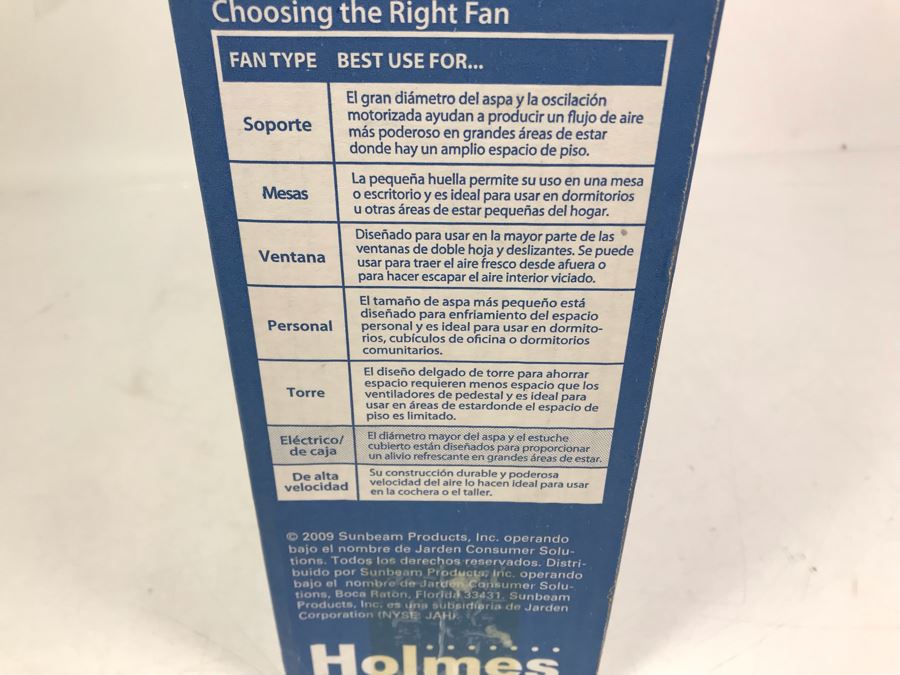 Choosing the Right Fan
FAN TYPE BEST USE FOR...
Soporte
El gran diámetro del aspa y la oscilación
motorizada ayudan a producir un flujo de aire
más poderoso en grandes áreas de estar
donde hay un amplio espacio de piso.
Mesas
La pequeña huella permite su uso en una mesa
o escritorio y es ideal para usar en dormitorios
u otras áreas de estar pequeñas del hogar.
Ventana
Diseñado para usar en la mayor parte de las
ventanas de doble hoja y deslizantes. Se puede
usar para traer el aire fresco desde afuera o
para hacer escapar el aire interior viciado.
Personal
El tamaño de aspa más pequeño está
diseñado para enfriamiento del espacio
personal y es ideal para usar en dormito-
rios, cubículos de oficina o dormitorios
comunitarios.
Torre
El diseño delgado de torre para ahorrar
espacio requieren menos espacio que los
ventiladores de pedestal y es ideal para
usar en áreas de estardonde el espacio de
piso es limitado.
Eléctrico/
de caja
El diámetro mayor del aspa y el estuche
cubierto están diseñados para proporcionar
un alivio refrescante en grandes áreas de estar.
De alta
velocidad
Su construcción durable y poderosa
velocidad del aire lo hacen ideal para usar
en la cochera o el taller.
© 2009 Sunbeam Products, Inc. operando
bajo el nombre de Jarden Consumer Solu-
tions. Todos los derechos reservados. Distri-
buido por Sunbeam Products, Inc. operando
bajo el nombre de Jarden Consumer Solu-
tions, Boca Ratón, Florida 33431. Sunbeam
Products, Inc. es una subsidiaria de Jarden
Corporation (NYSE: JAH).
Holmes